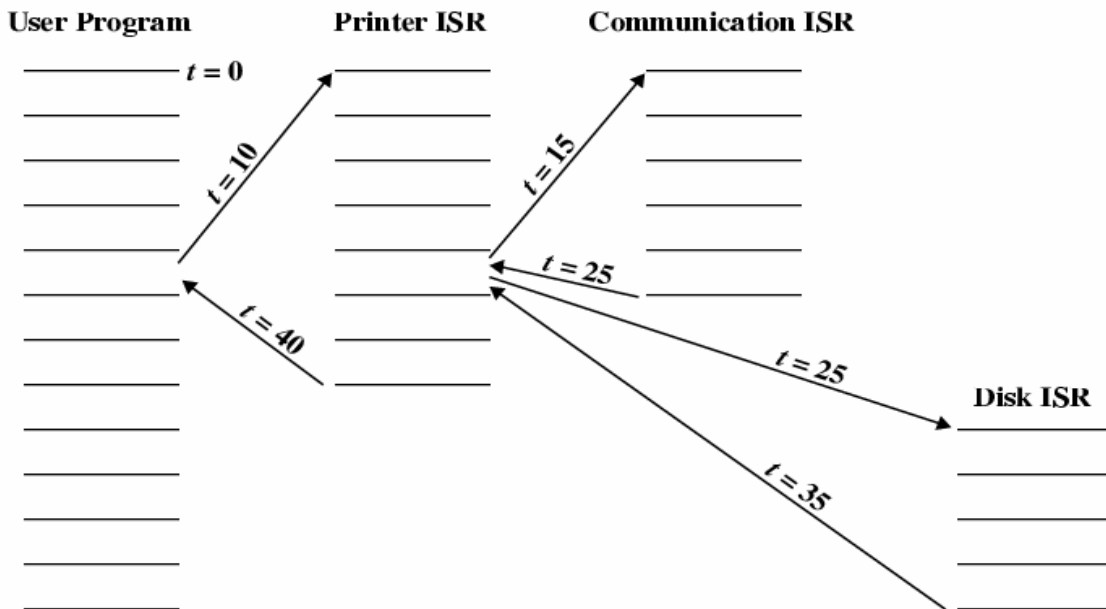 User Program
Printer ISR
Communication ISR
t = 0
t = 10
t = 15
t = 25
t = 40
t = 25
Disk ISR
t = 35